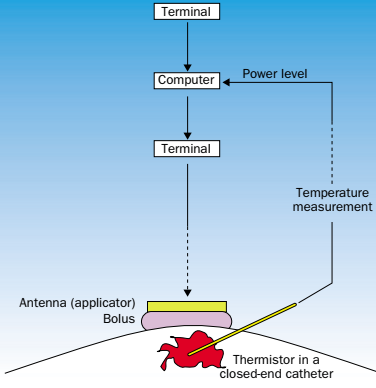 Terminal
Computer
Power level
Terminal
Temperature
measurement
Antenna (applicator)
Bolus
Thermistor in a
closed-end catheter